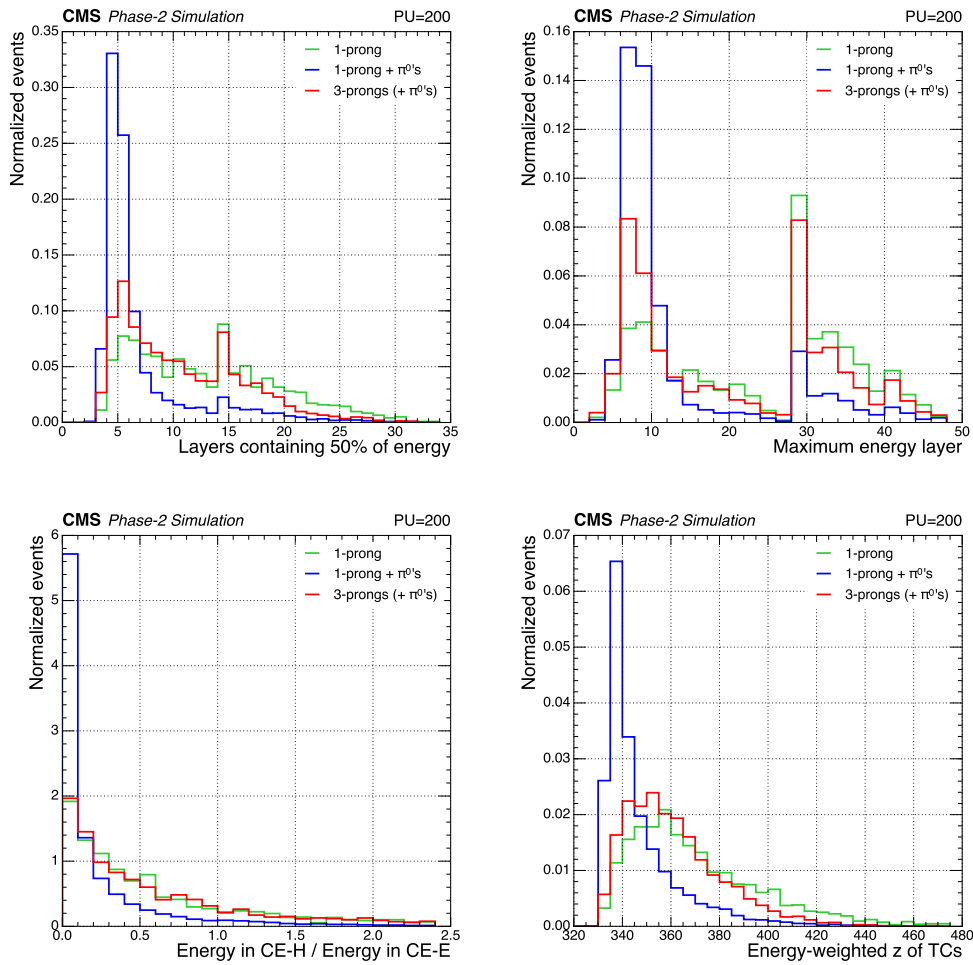 CMS Phase-2 Simulation PU=200
Normalized events
0.35
0.30
0.25
0.20
0.15
0.10
0.05
0.00
1-prong
1-prong + π⁰'s
3-prongs (+ π⁰'s)
0 5 10 15 20 25 30 35
Layers containing 50% of energy
CMS Phase-2 Simulation PU=200
Normalized events
0.16
0.14
0.12
0.10
0.08
0.06
0.04
0.02
0.00
1-prong
1-prong + π⁰'s
3-prongs (+ π⁰'s)
0 10 20 30 40 50
Maximum energy layer
CMS Phase-2 Simulation PU=200
Normalized events
6
5
4
3
2
1
0
1-prong
1-prong + π⁰'s
3-prongs (+ π⁰'s)
0.0 0.5 1.0 1.5 2.0 2.5
Energy in CE-H / Energy in CE-E
CMS Phase-2 Simulation PU=200
Normalized events
0.07
0.06
0.05
0.04
0.03
0.02
0.01
0.00
1-prong
1-prong + π⁰'s
3-prongs (+ π⁰'s)
320 340 360 380 400 420 440 460 480
Energy-weighted z of TCs